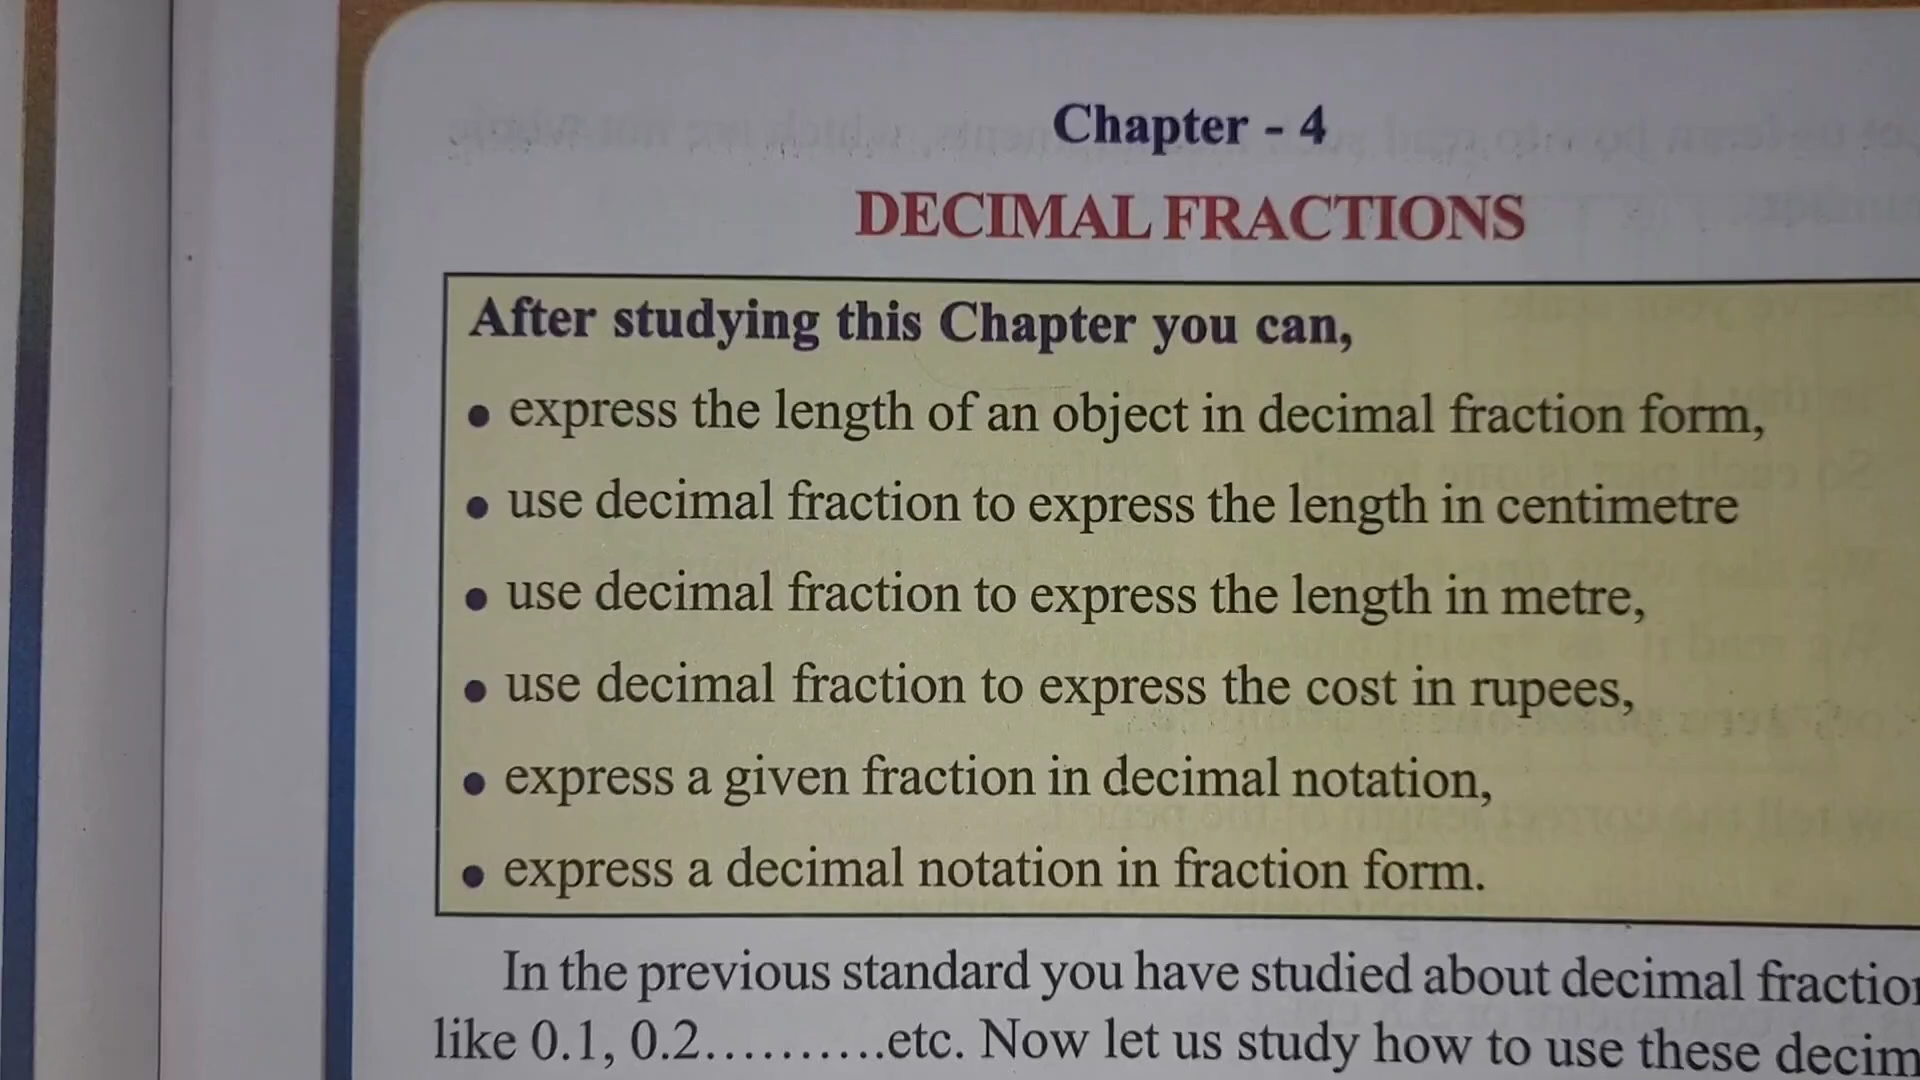 Chapter - 4
DECIMAL FRACTIONS
After studying this Chapter you can,
• express the length of an object in decimal fraction form,
• use decimal fraction to express the length in centimetre
• use decimal fraction to express the length in metre,
• use decimal fraction to express the cost in rupees,
• express a given fraction in decimal notation,
• express a decimal notation in fraction form.
In the previous standard you have studied about decimal
like 0.1, 0.2..........etc. Now let us study how to use these